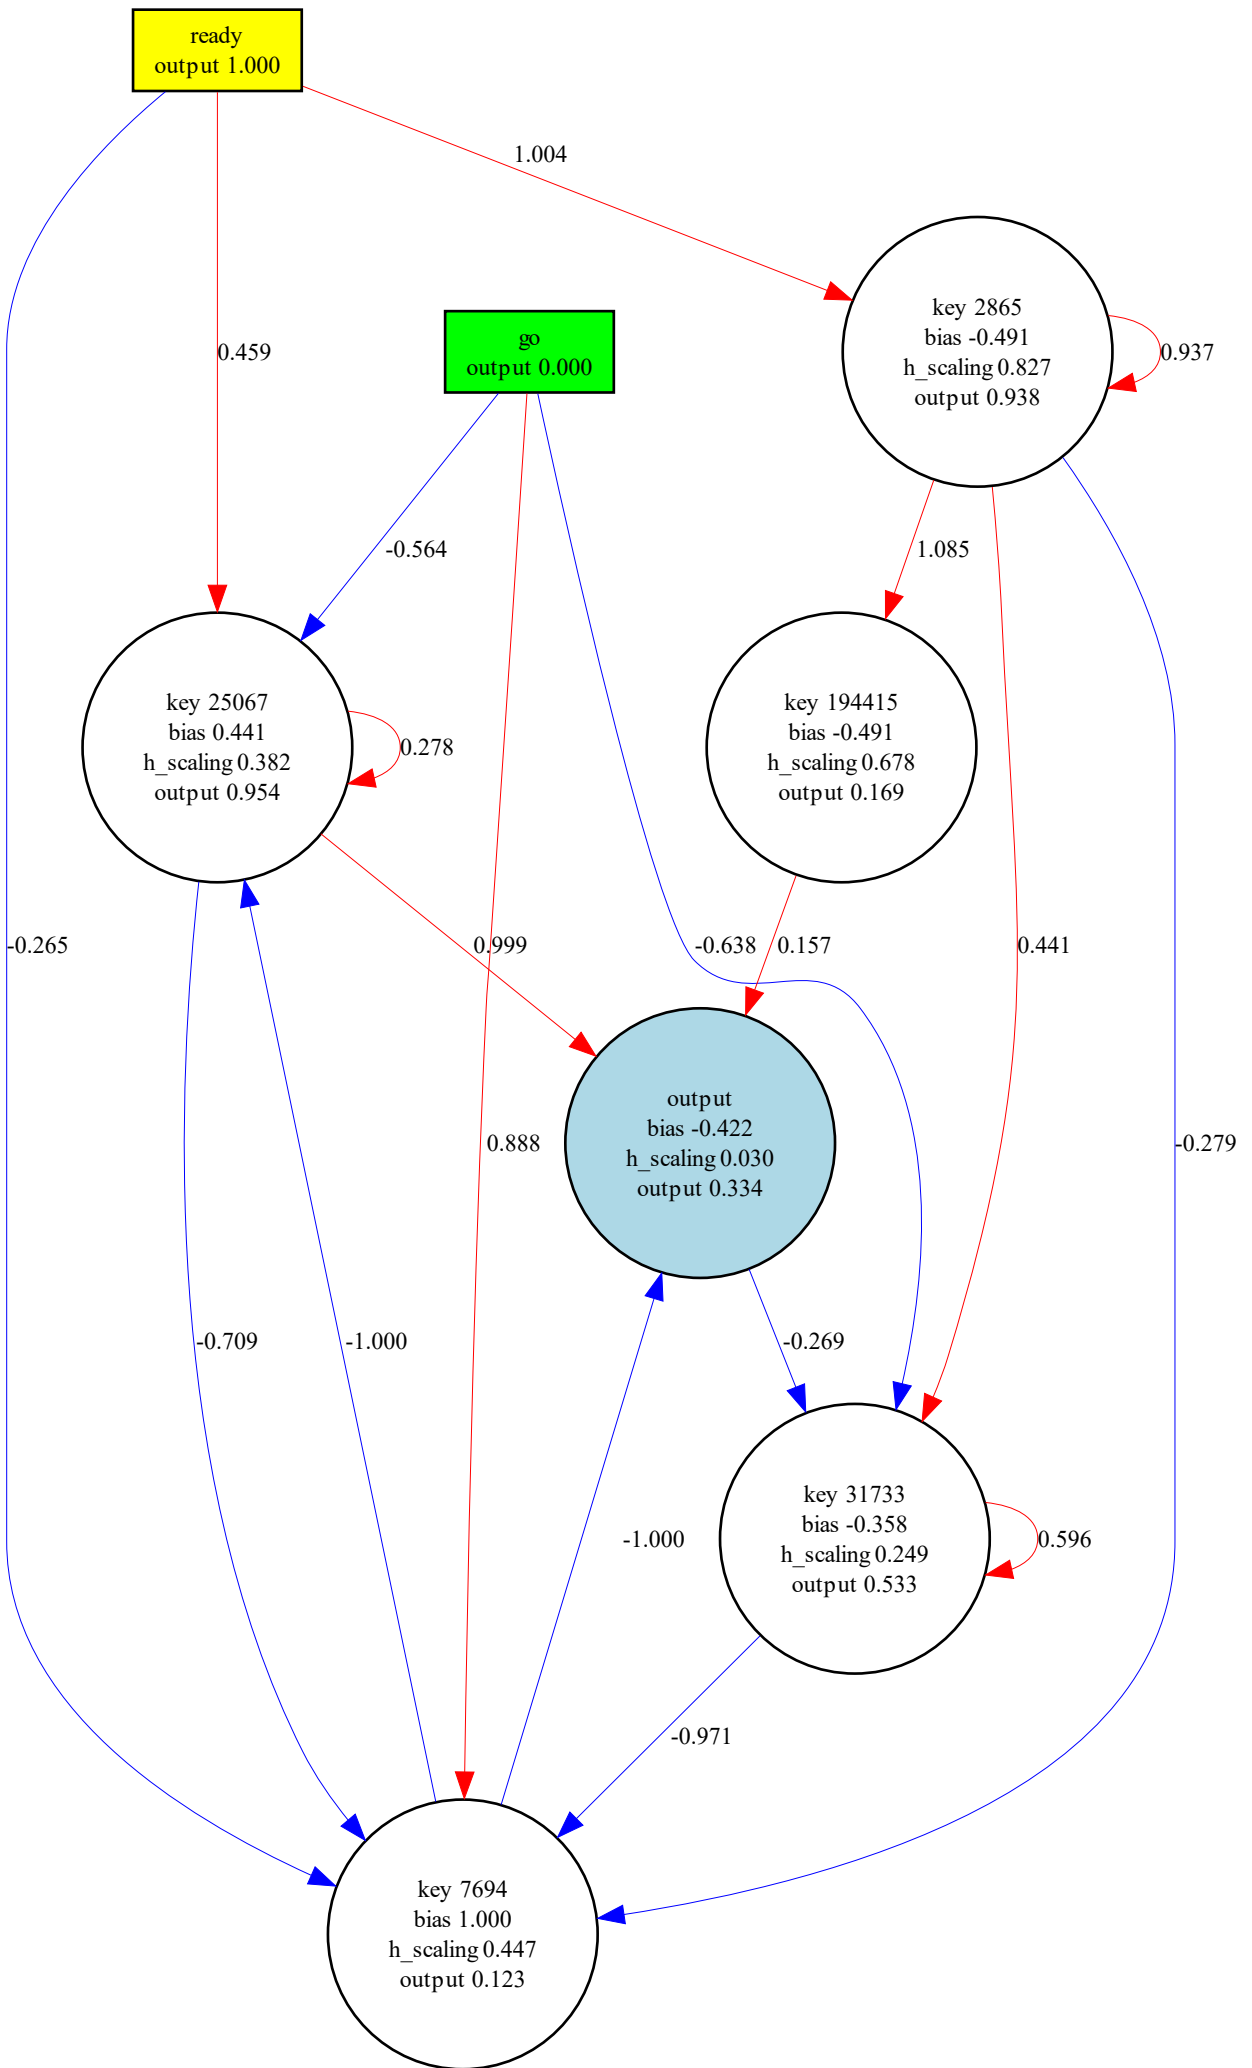 ready
output 1.000
1.004
key 2865
bias -0.491
h_scaling 0.827
output 0.938
0.937
go
output 0.000
0.459
-0.564
1.085
key 25067
bias 0.441
h_scaling 0.382
output 0.954
0.278
key 194415
bias -0.491
h_scaling 0.678
output 0.169
-0.265
0.999
-0.638
0.157
0.441
output
bias -0.422
h_scaling 0.030
output 0.334
0.888
-0.279
-0.709
-1.000
-0.269
key 31733
bias -0.358
h_scaling 0.249
output 0.533
-1.000
0.596
-0.971
key 7694
bias 1.000
h_scaling 0.447
output 0.123